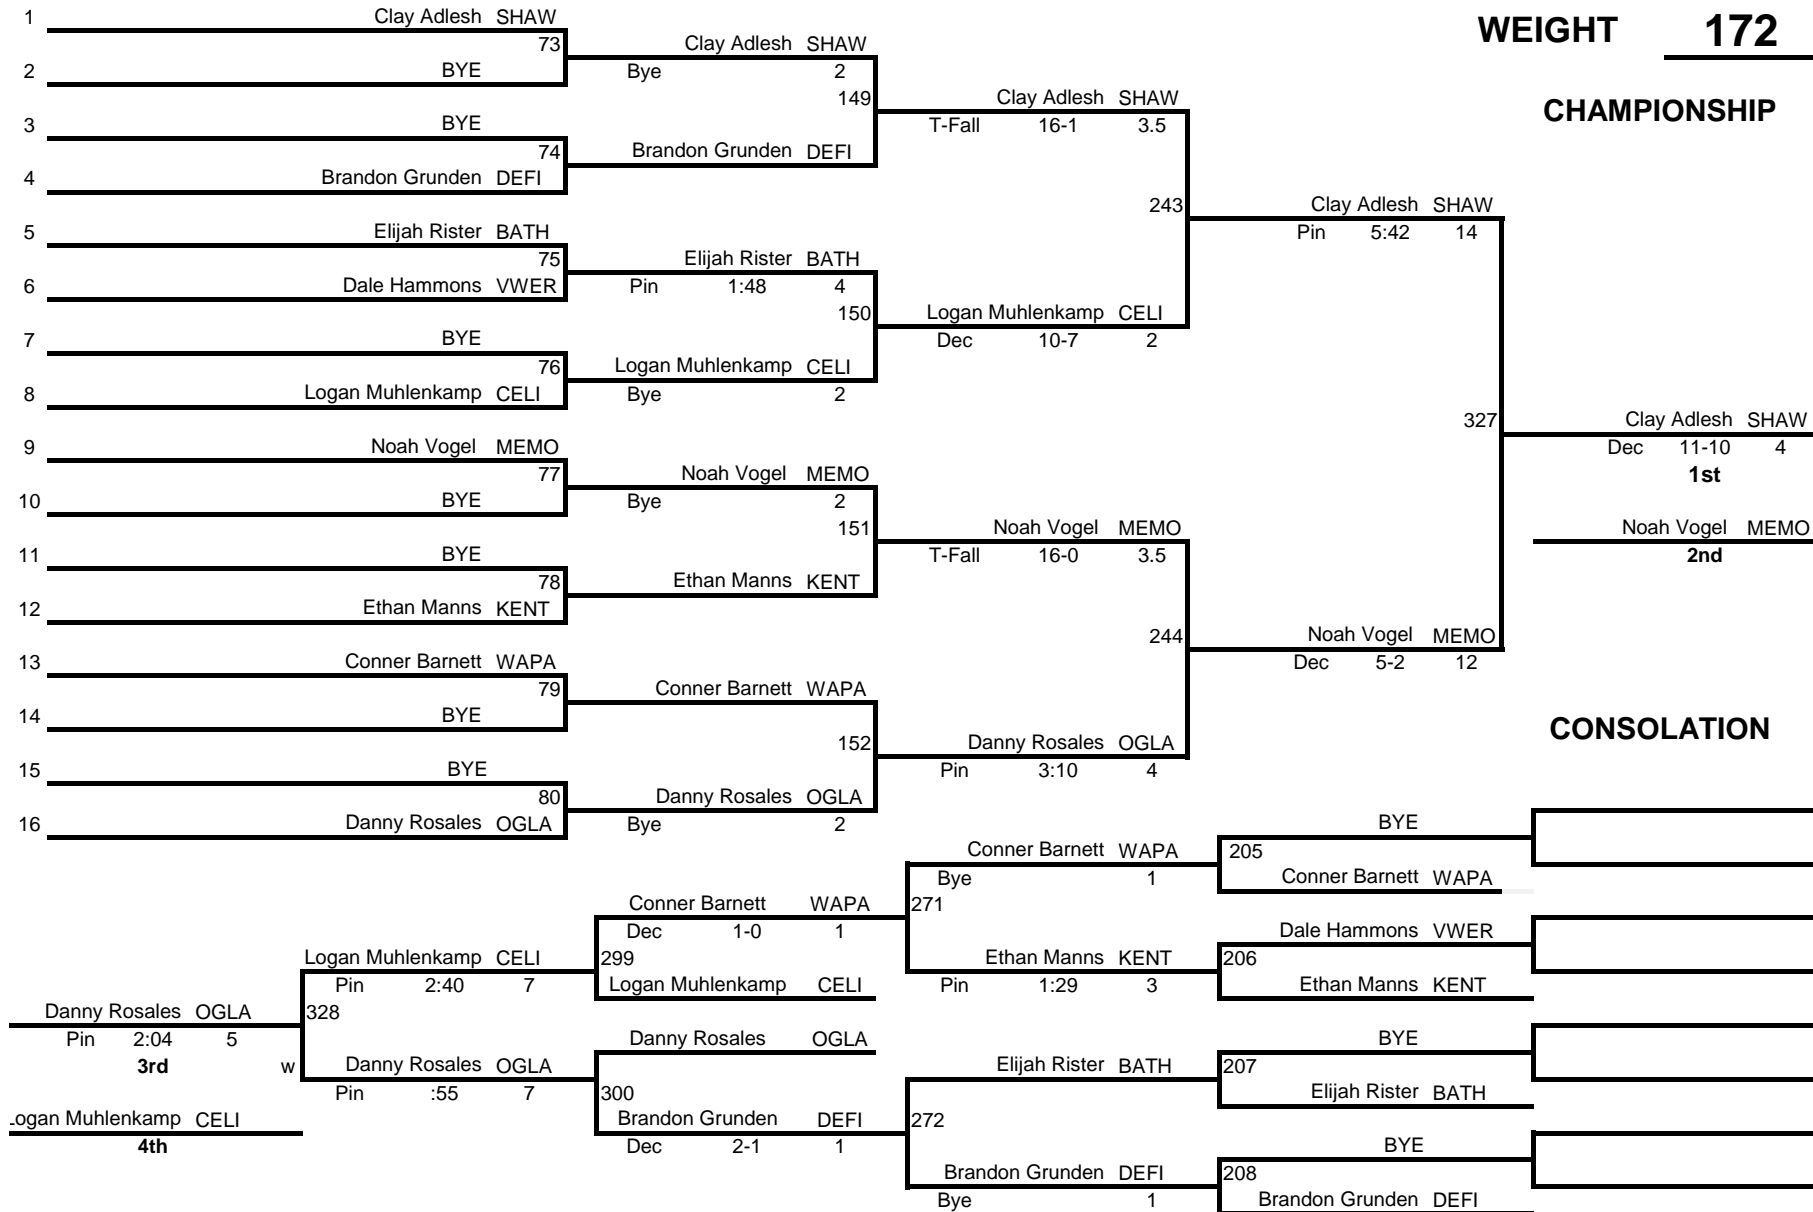 WEIGHT 172
CHAMPIONSHIP
1 Clay Adlesh SHAW
73
2 BYE
3 BYE
74
4 Brandon Grunden DEFI
5 Elijah Rister BATH
75
6 Dale Hammons VWER
7 BYE
76
8 Logan Muhlenkamp CELI
9 Noah Vogel MEMO
77
10 BYE
11 BYE
78
12 Ethan Manns KENT
13 Conner Barnett WAPA
79
14 BYE
15 BYE
80
16 Danny Rosales OGLA
Clay Adlesh SHAW
Bye 2
149
Brandon Grunden DEFI
Elijah Rister BATH
Pin 1:48 4
150
Logan Muhlenkamp CELI
Bye 2
Noah Vogel MEMO
Bye 2
151
Ethan Manns KENT
Conner Barnett WAPA
152
Danny Rosales OGLA
Bye 2
Clay Adlesh SHAW
T-Fall 16-1 3.5
243
Logan Muhlenkamp CELI
Dec 10-7 2
Noah Vogel MEMO
T-Fall 16-0 3.5
244
Danny Rosales OGLA
Pin 3:10 4
Clay Adlesh SHAW
Pin 5:42 14
327
Noah Vogel MEMO
Dec 5-2 12
Clay Adlesh SHAW
Dec 11-10 4
1st
Noah Vogel MEMO
2nd
CONSOLATION
BYE
205
Conner Barnett WAPA
Dale Hammons VWER
206
Ethan Manns KENT
BYE
207
Elijah Rister BATH
BYE
208
Brandon Grunden DEFI
Conner Barnett WAPA
Bye 1
271
Ethan Manns KENT
Pin 1:29 3
Elijah Rister BATH
272
Brandon Grunden DEFI
Bye 1
Conner Barnett WAPA
Dec 1-0 1
299
Logan Muhlenkamp CELI
Danny Rosales OGLA
300
Brandon Grunden DEFI
Dec 2-1 1
Logan Muhlenkamp CELI
Pin 2:40 7
328
w Danny Rosales OGLA
Pin :55 7
Danny Rosales OGLA
Pin 2:04 5
3rd
Logan Muhlenkamp CELI
4th